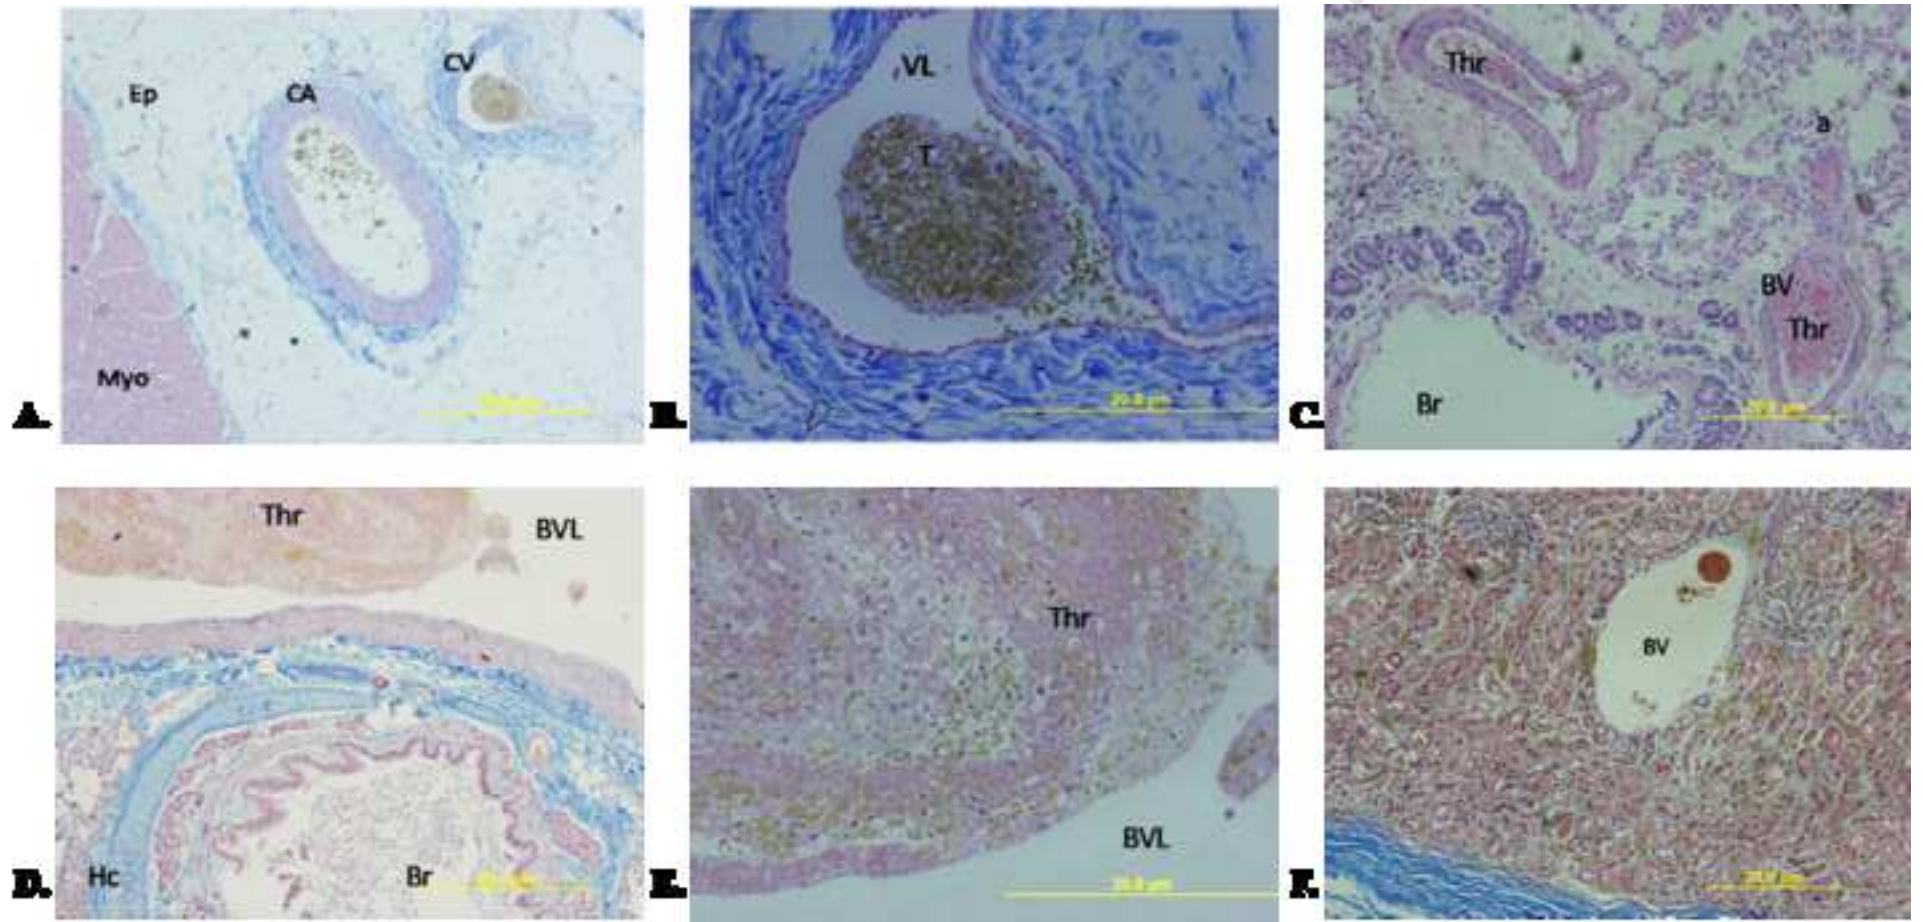 Ep
CA
CV
Myo
A.
VL
T
B.
Thr
a
BV
Thr
Br
C.
Thr
BVL
Hc
Br
D.
Thr
BVL
E.
BV
F.